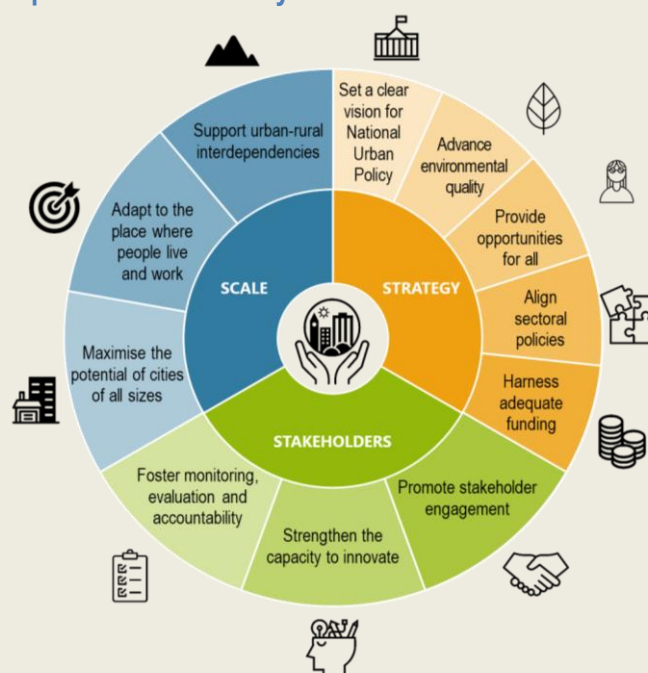 Support urban-rural
interdependencies
Adapt to the
place where
people live
and work
Maximise the
potential of cities
of all sizes
SCALE
Set a clear
vision for
National
Urban
Policy
Advance
environmental
quality
Provide
opportunities
for all
Align
sectoral
policies
Harness
adequate
funding
STRATEGY
STAKEHOLDERS
Promote stakeholder
engagement
Strengthen the
capacity to innovate
Foster monitoring,
evaluation and
accountability